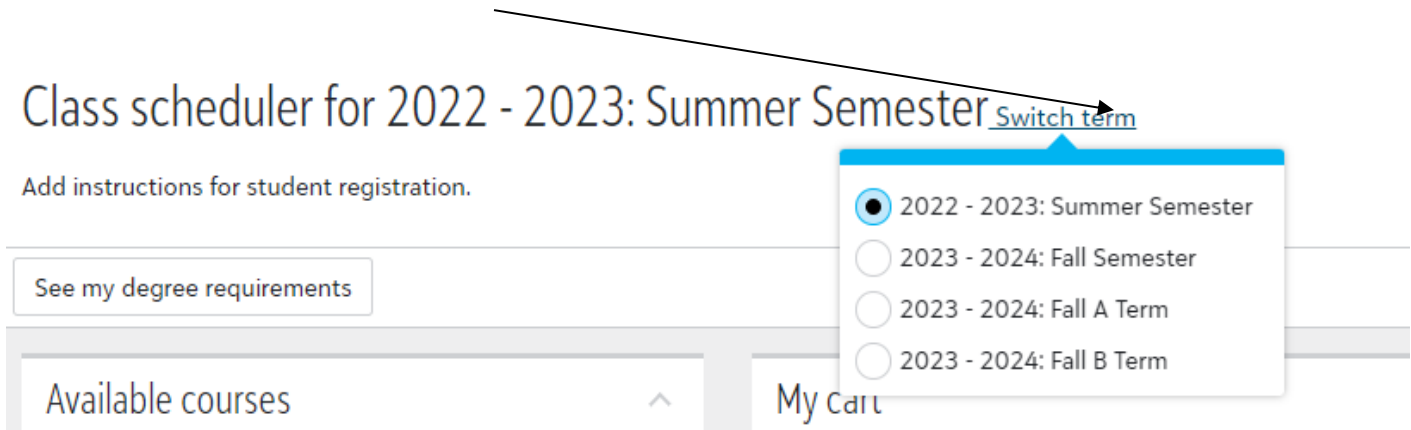 Class scheduler for 2022 - 2023: Summer Semester Switch term
Add instructions for student registration.
2022 - 2023: Summer Semester
2023 - 2024: Fall Semester
2023 - 2024: Fall A Term
2023 - 2024: Fall B Term
See my degree requirements
Available courses
My cart